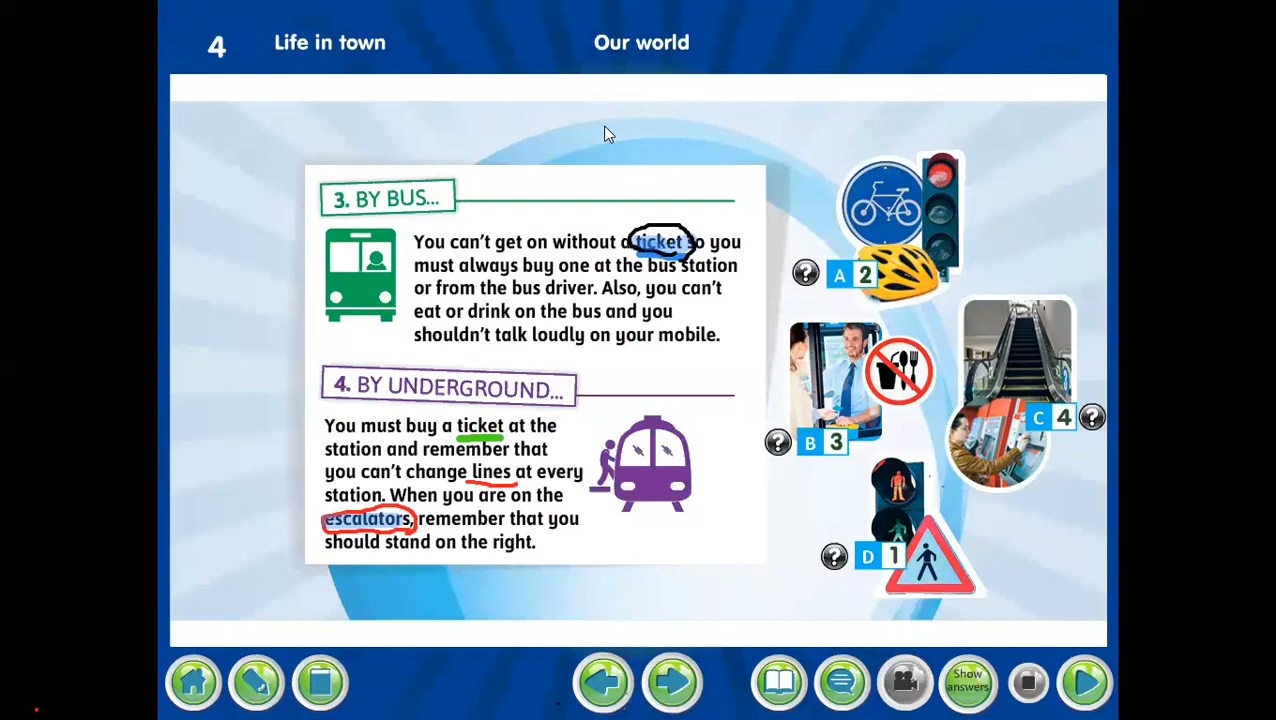 4 Life in town Our world
3. BY BUS...
You can't get on without a ticket so you
must always buy one at the bus station
or from the bus driver. Also, you can't
eat or drink on the bus and you
shouldn't talk loudly on your mobile.
4. BY UNDERGROUND...
You must buy a ticket at the
station and remember that
you can't change lines at every
station. When you are on the
escalators, remember that you
should stand on the right.
? A 2
? B 3
C 4 ?
? D 1
Show
answers